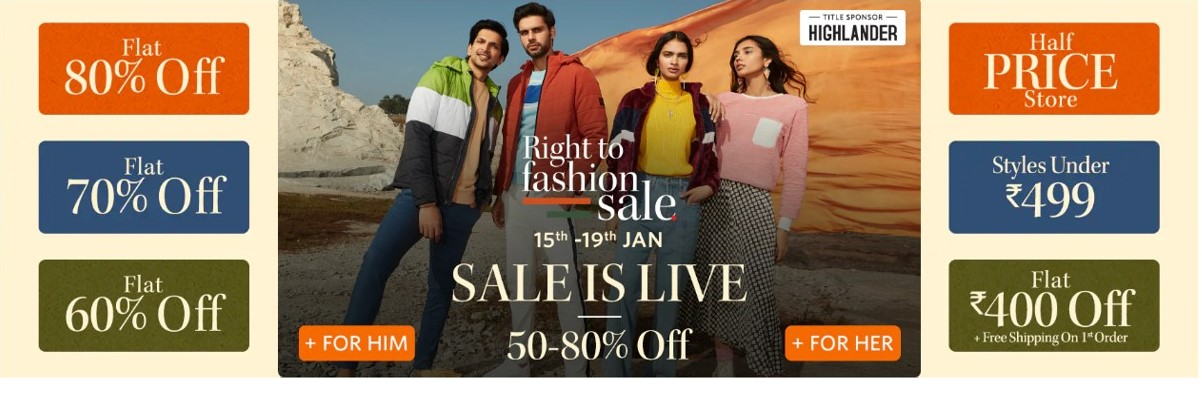 Flat
80% Off
Flat
70% Off
Flat
60% Off
TITLE SPONSOR
HIGHLANDER
Right to
fashion
sale
15th -19th JAN
SALE IS LIVE
50-80% Off
+ FOR HIM
+ FOR HER
Half
PRICE
Store
Styles Under
₹499
Flat
₹400 Off
+ Free Shipping On 1st Order